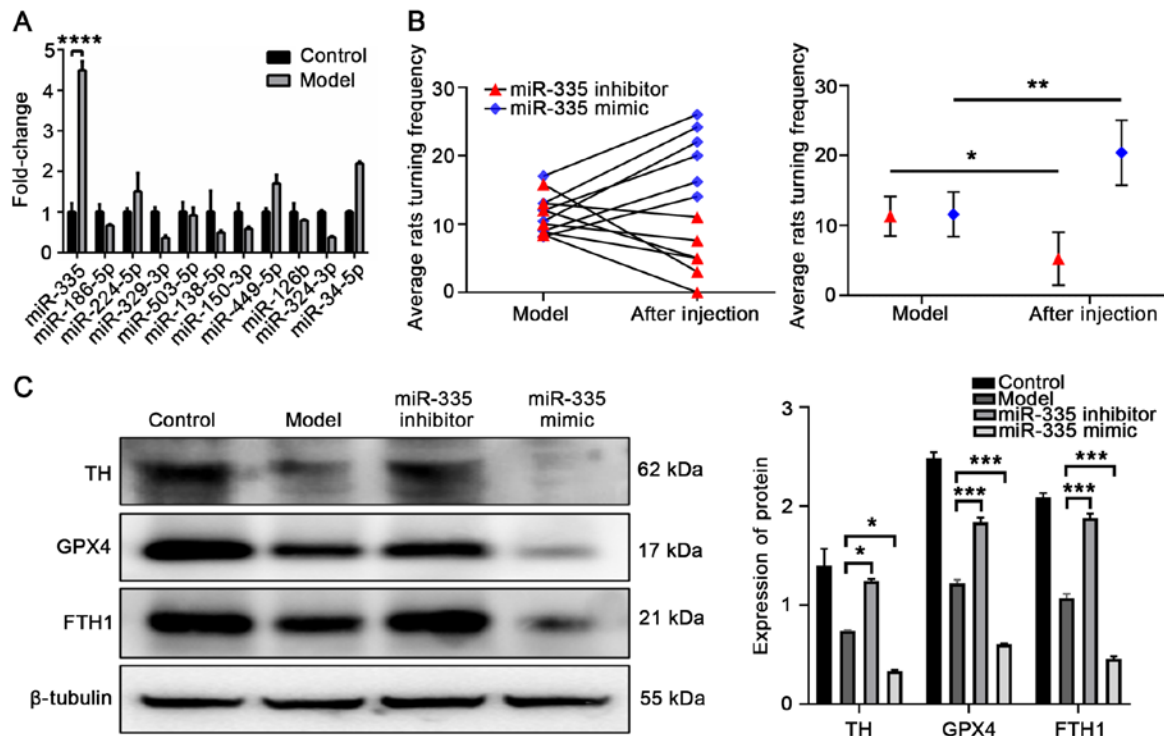 A
****
Control
Model
Fold-change
5
4
3
2
1
0
miR-335
miR-186-5p
miR-224-5p
miR-329-3p
miR-503-5p
miR-138-5p
miR-150-3p
miR-449-5p
miR-126b
miR-324-3p
miR-34-5p
B
Average rats turning frequency
30
20
10
0
miR-335 inhibitor
miR-335 mimic
Model
After injection
Average rats turning frequency
30
20
10
0
**
*
Model
After injection
C
Control
Model
miR-335
inhibitor
miR-335
mimic
TH
62 kDa
GPX4
17 kDa
FTH1
21 kDa
β-tubulin
55 kDa
Control
Model
miR-335 inhibitor
miR-335 mimic
Expression of protein
3
2
1
0
*
*
***
***
***
***
TH
GPX4
FTH1